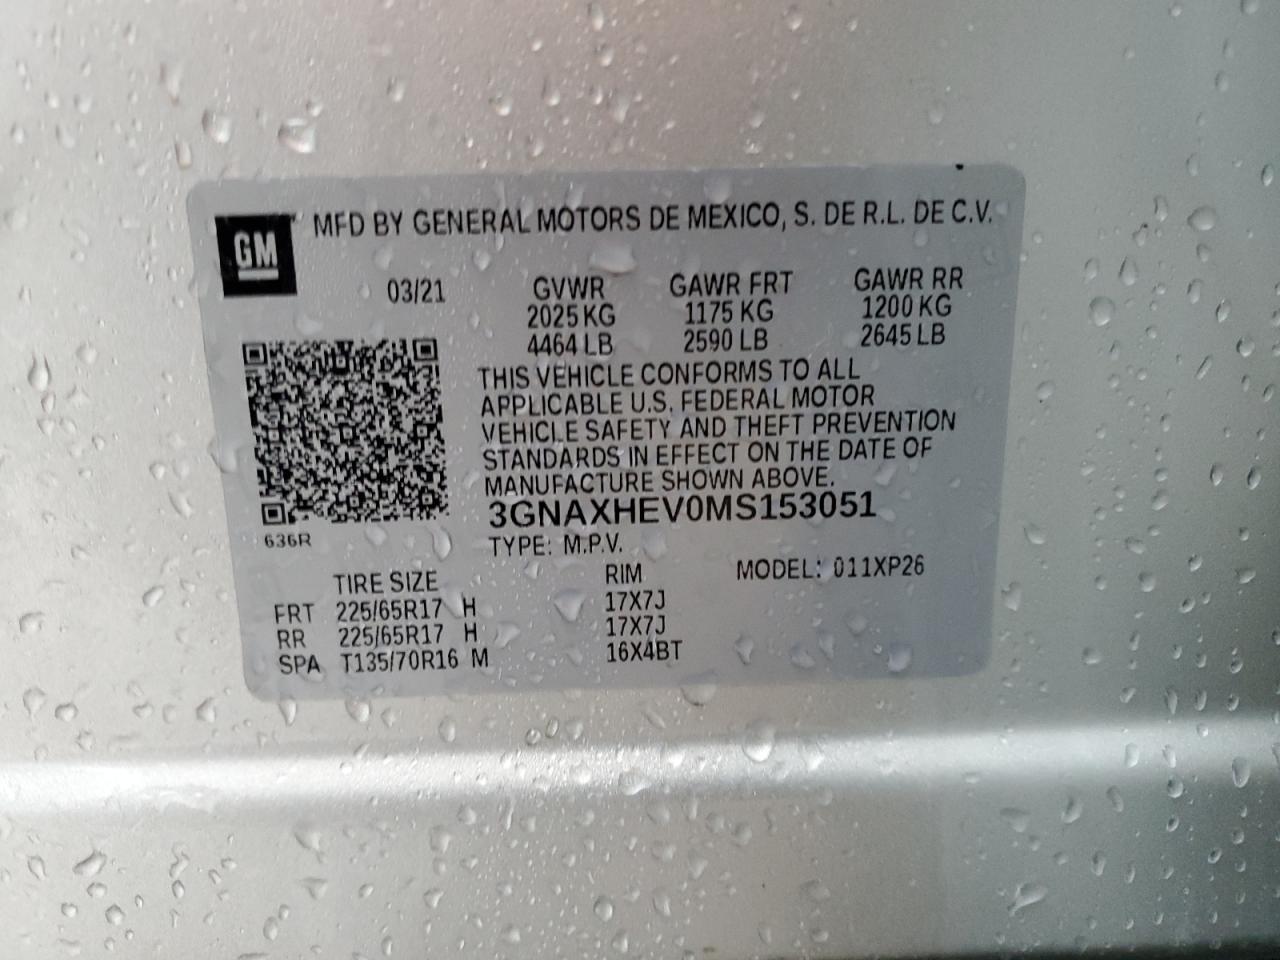 GM MFD BY GENERAL MOTORS DE MEXICO, S. DE R.L. DE C.V.
03/21 GVWR GAWR FRT GAWR RR
2025 KG 1175 KG 1200 KG
4464 LB 2590 LB 2645 LB
THIS VEHICLE CONFORMS TO ALL
APPLICABLE U.S. FEDERAL MOTOR
VEHICLE SAFETY AND THEFT PREVENTION
STANDARDS IN EFFECT ON THE DATE OF
MANUFACTURE SHOWN ABOVE.
3GNAXHEV0MS153051
636R TYPE: M.P.V.
TIRE SIZE RIM MODEL: 011XP26
FRT 225/65R17 H 17X7J
RR 225/65R17 H 17X7J
SPA T135/70R16 M 16X4BT